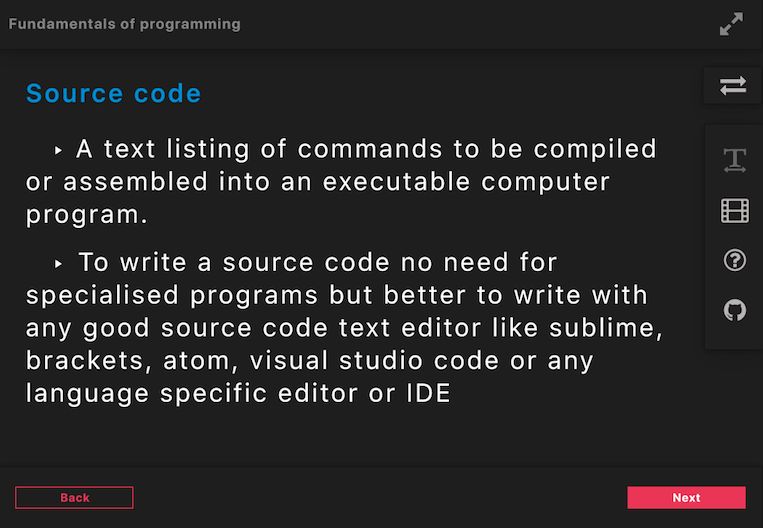 Fundamentals of programming
Source code
‣ A text listing of commands to be compiled
or assembled into an executable computer
program.
‣ To write a source code no need for
specialised programs but better to write with
any good source code text editor like sublime,
brackets, atom, visual studio code or any
language specific editor or IDE
Back
Next